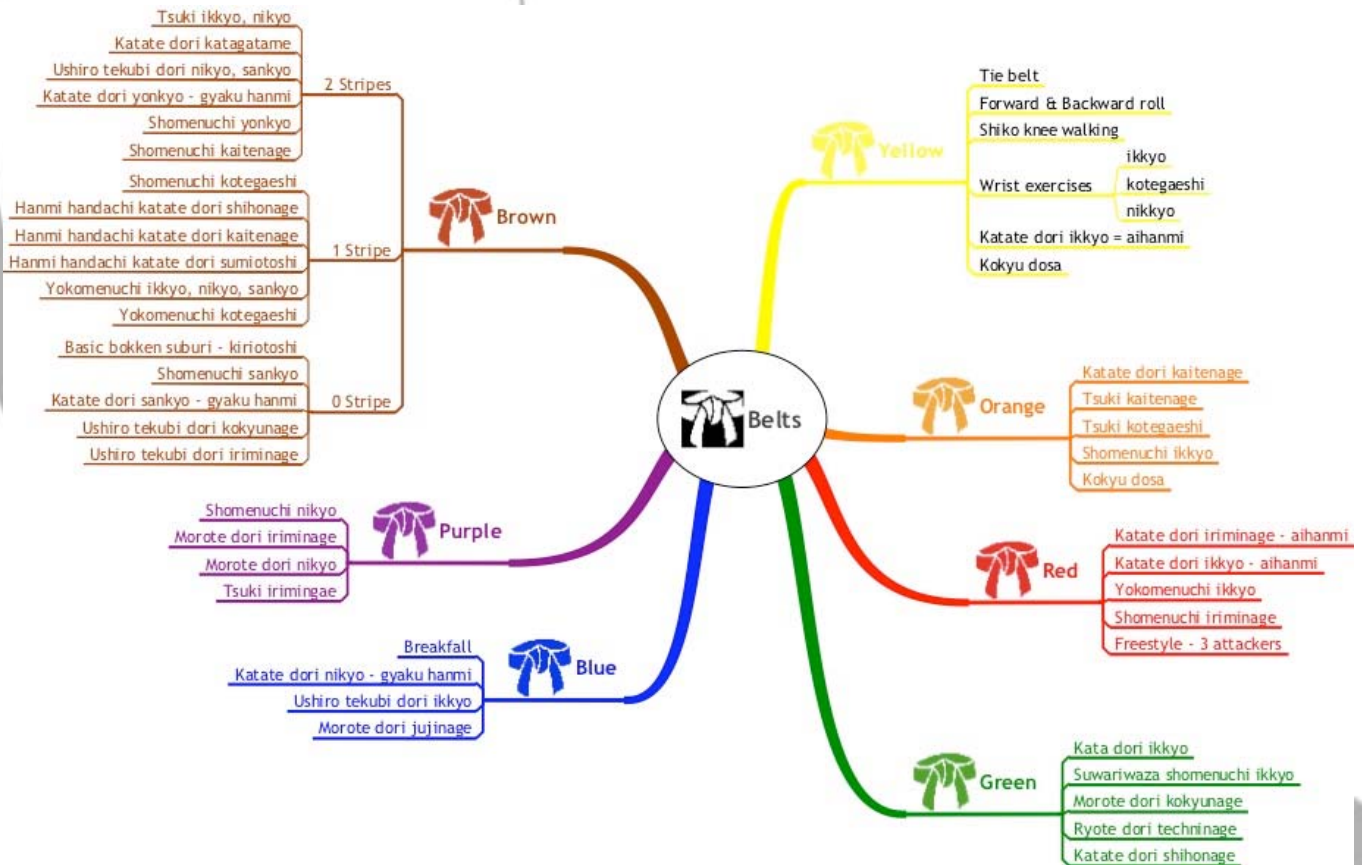 Belts
Yellow
Tie belt
Forward & Backward roll
Shiko knee walking
Wrist exercises
ikkyo
kotegaeshi
nikkyo
Katate dori ikkyo = aihanmi
Kokyu dosa
Orange
Katate dori kaitenage
Tsuki kaitenage
Tsuki kotegaeshi
Shomenuchi ikkyo
Kokyu dosa
Red
Katate dori iriminage - aihanmi
Katate dori ikkyo - aihanmi
Yokomenuchi ikkyo
Shomenuchi iriminage
Freestyle - 3 attackers
Green
Kata dori ikkyo
Suwariwaza shomenuchi ikkyo
Morote dori kokyunage
Ryote dori techninage
Katate dori shihonage
Blue
Breakfall
Katate dori nikyo - gyaku hanmi
Ushiro tekubi dori ikkyo
Morote dori jujinage
Purple
Shomenuchi nikyo
Morote dori iriminage
Morote dori nikyo
Tsuki irimingae
Brown
2 Stripes
Tsuki ikkyo, nikyo
Katate dori katagatame
Ushiro tekubi dori nikyo, sankyo
Katate dori yonkyo - gyaku hanmi
Shomenuchi yonkyo
Shomenuchi kaitenage
1 Stripe
Shomenuchi kotegaeshi
Hanmi handachi katate dori shihonage
Hanmi handachi katate dori kaitenage
Hanmi handachi katate dori sumiotoshi
Yokomenuchi ikkyo, nikyo, sankyo
Yokomenuchi kotegaeshi
0 Stripe
Basic bokken suburi - kiriotoshi
Shomenuchi sankyo
Katate dori sankyo - gyaku hanmi
Ushiro tekubi dori kokyunage
Ushiro tekubi dori iriminage